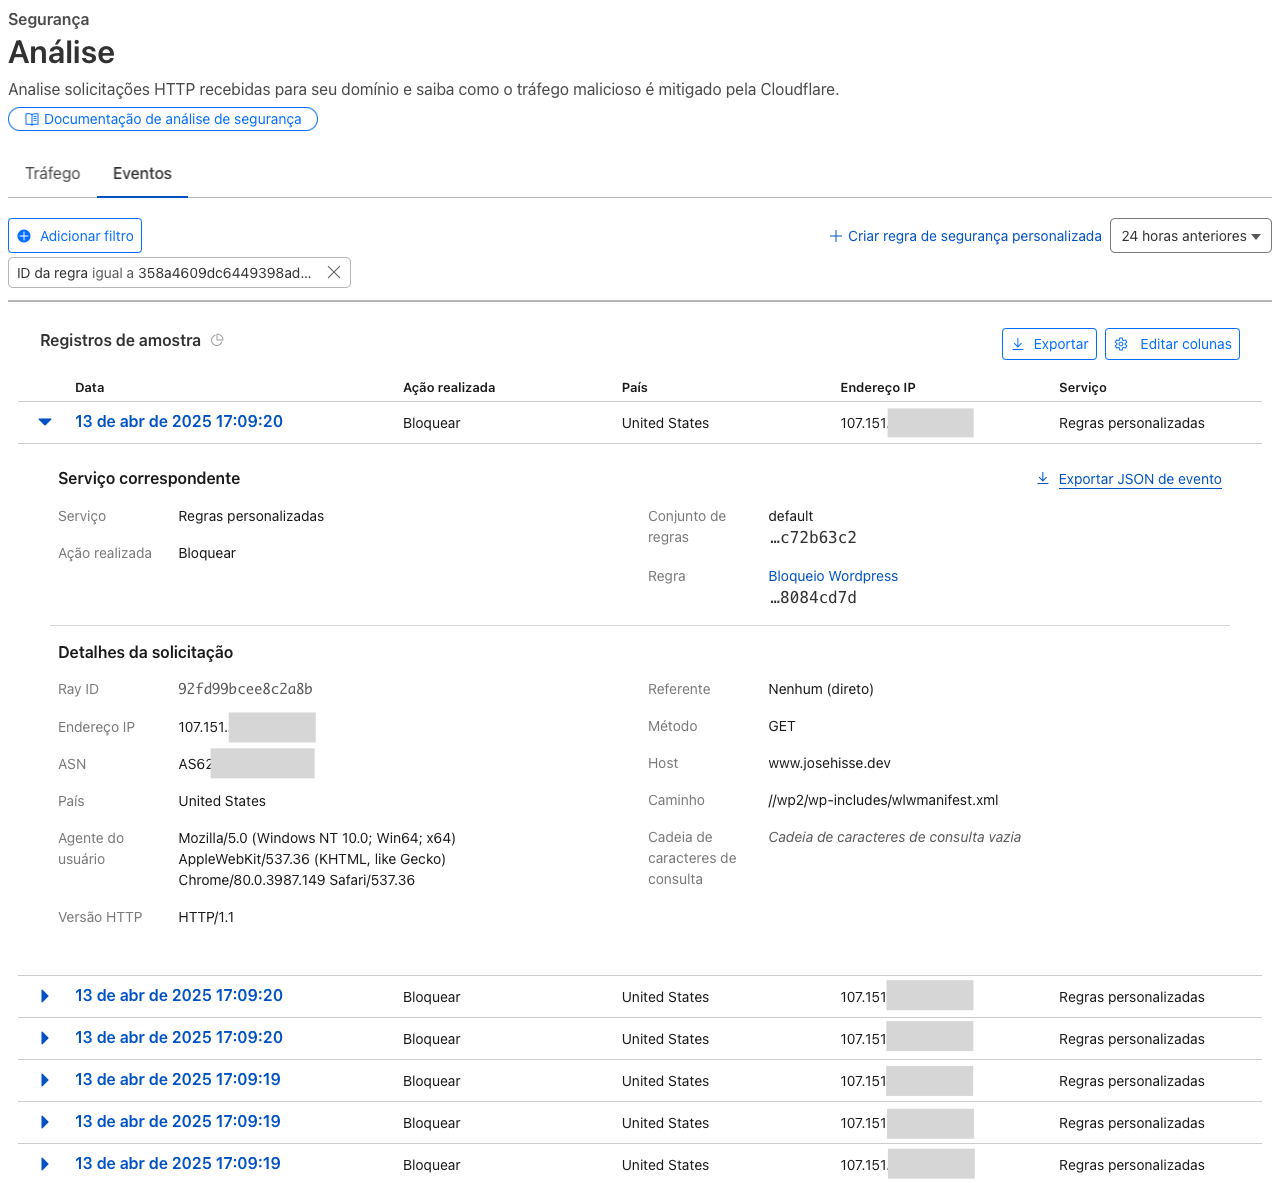 Segurança
Análise
Analise solicitações HTTP recebidas para seu domínio e saiba como o tráfego malicioso é mitigado pela Cloudflare.
Documentação de análise de segurança
Tráfego Eventos
Adicionar filtro + Criar regra de segurança personalizada 24 horas anteriores
ID da regra igual a 358a4609dc6449398ad...
Registros de amostra Exportar Editar colunas
Data Ação realizada País Endereço IP Serviço
13 de abr de 2025 17:09:20 Bloquear United States 107.151. Regras personalizadas
Serviço correspondente Exportar JSON de evento
Serviço Regras personalizadas
Ação realizada Bloquear
Conjunto de regras default
…c72b63c2
Regra Bloqueio Wordpress
…8084cd7d
Detalhes da solicitação
Ray ID 92fd99bcee8c2a8b
Endereço IP 107.151.
ASN AS62
País United States
Agente do usuário Mozilla/5.0 (Windows NT 10.0; Win64; x64)
AppleWebKit/537.36 (KHTML, like Gecko)
Chrome/80.0.3987.149 Safari/537.36
Versão HTTP HTTP/1.1
Referente Nenhum (direto)
Método GET
Host www.josehisse.dev
Caminho //wp2/wp-includes/wlwmanifest.xml
Cadeia de caracteres de consulta Cadeia de caracteres de consulta vazia
13 de abr de 2025 17:09:20 Bloquear United States 107.151 Regras personalizadas
13 de abr de 2025 17:09:20 Bloquear United States 107.151 Regras personalizadas
13 de abr de 2025 17:09:19 Bloquear United States 107.151 Regras personalizadas
13 de abr de 2025 17:09:19 Bloquear United States 107.151 Regras personalizadas
13 de abr de 2025 17:09:19 Bloquear United States 107.151. Regras personalizadas